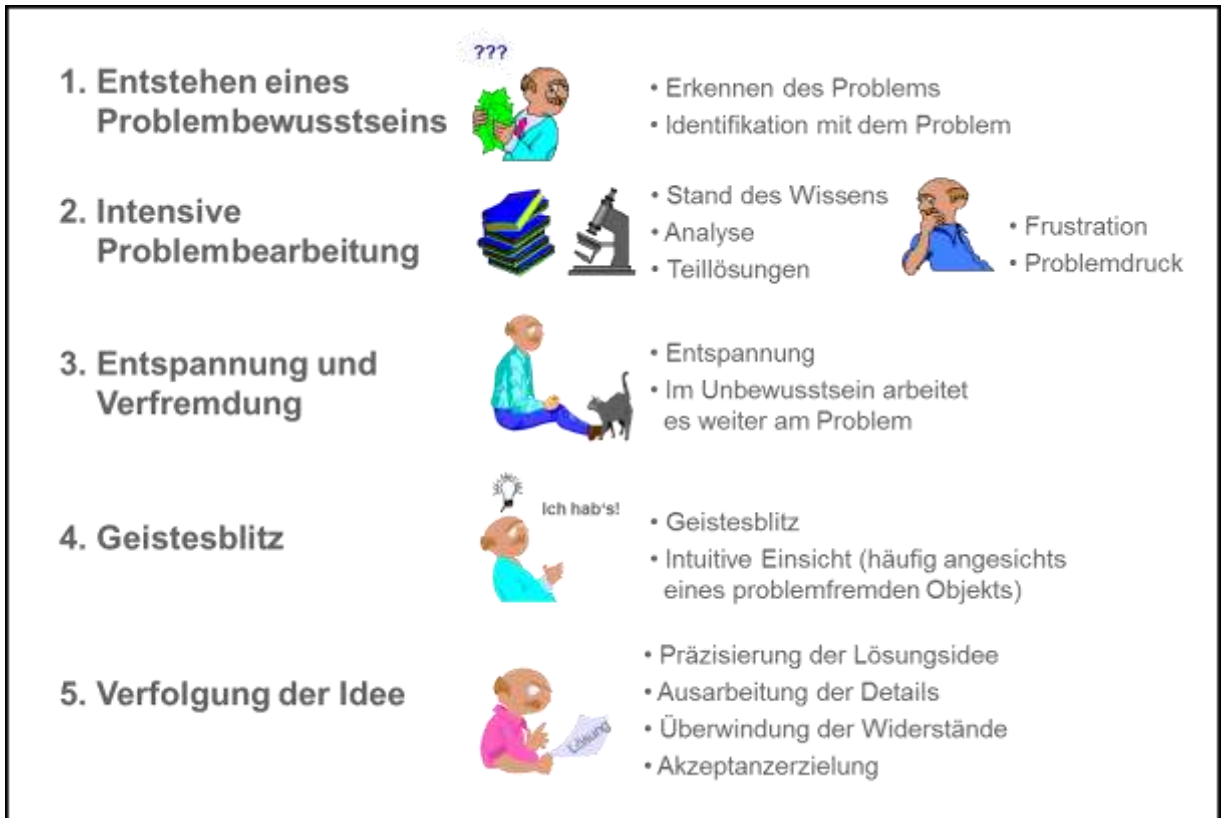 ???
1. Entstehen eines
Problembewusstseins
• Erkennen des Problems
• Identifikation mit dem Problem
2. Intensive
Problembearbeitung
• Stand des Wissens
• Analyse
• Teillösungen
• Frustration
• Problemdruck
3. Entspannung und
Verfremdung
• Entspannung
• Im Unbewusstsein arbeitet
es weiter am Problem
4. Geistesblitz
Ich hab's!
• Geistesblitz
• Intuitive Einsicht (häufig angesichts
eines problemfremden Objekts)
5. Verfolgung der Idee
Lösung
• Präzisierung der Lösungsidee
• Ausarbeitung der Details
• Überwindung der Widerstände
• Akzeptanzerzielung